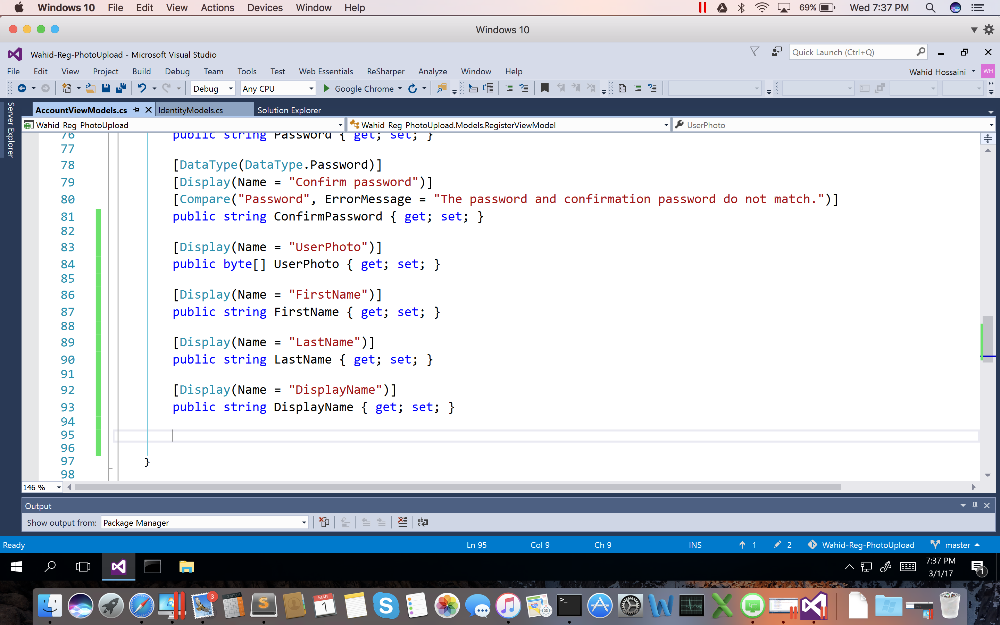 Windows 10 File Edit View Actions Devices Window Help 69% Wed 7:37 PM
Windows 10
Wahid-Reg-PhotoUpload - Microsoft Visual Studio Quick Launch (Ctrl+Q)
File Edit View Project Build Debug Team Tools Test Web Essentials ReSharper Analyze Window Help Wahid Hossaini WH
Debug Any CPU Google Chrome
Server Explorer
AccountViewModels.cs IdentityModels.cs Solution Explorer
Wahid-Reg-PhotoUpload Wahid_Reg_PhotoUpload.Models.RegisterViewModel UserPhoto
76 public string Password { get; set; }
77
78 [DataType(DataType.Password)]
79 [Display(Name = "Confirm password")]
80 [Compare("Password", ErrorMessage = "The password and confirmation password do not match.")]
81 public string ConfirmPassword { get; set; }
82
83 [Display(Name = "UserPhoto")]
84 public byte[] UserPhoto { get; set; }
85
86 [Display(Name = "FirstName")]
87 public string FirstName { get; set; }
88
89 [Display(Name = "LastName")]
90 public string LastName { get; set; }
91
92 [Display(Name = "DisplayName")]
93 public string DisplayName { get; set; }
94
95
96
97 }
98
146 %
Output
Show output from: Package Manager
Ready Ln 95 Col 9 Ch 9 INS 1 2 Wahid-Reg-PhotoUpload master
7:37 PM
3/1/17
1
3
MAR
1